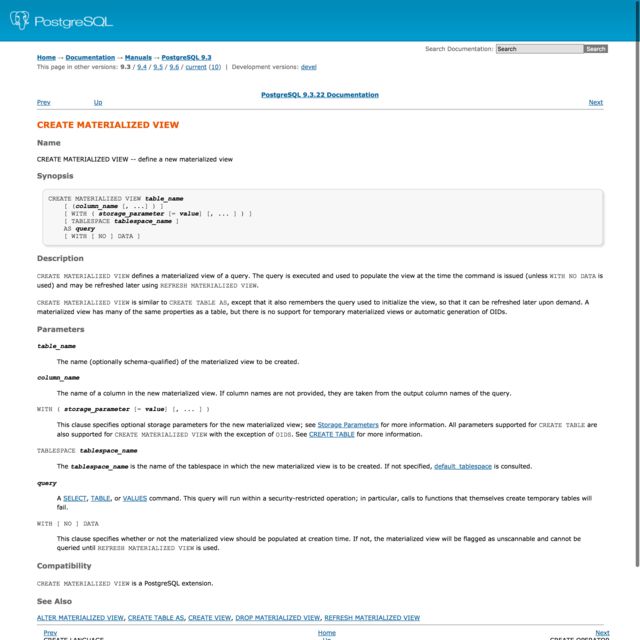 PostgreSQL
Search Documentation: Search Search
Home → Documentation → Manuals → PostgreSQL 9.3
This page in other versions: 9.3 / 9.4 / 9.5 / 9.6 / current (10) | Development versions: devel
PostgreSQL 9.3.22 Documentation
Prev Up Next
CREATE MATERIALIZED VIEW
Name
CREATE MATERIALIZED VIEW -- define a new materialized view
Synopsis
CREATE MATERIALIZED VIEW table_name
[ (column_name [, ...] ) ]
[ WITH ( storage_parameter [= value] [, ... ] ) ]
[ TABLESPACE tablespace_name ]
AS query
[ WITH [ NO ] DATA ]
Description
CREATE MATERIALIZED VIEW defines a materialized view of a query. The query is executed and used to populate the view at the time the command is issued (unless WITH NO DATA is
used) and may be refreshed later using REFRESH MATERIALIZED VIEW.
CREATE MATERIALIZED VIEW is similar to CREATE TABLE AS, except that it also remembers the query used to initialize the view, so that it can be refreshed later upon demand. A
materialized view has many of the same properties as a table, but there is no support for temporary materialized views or automatic generation of OIDs.
Parameters
table_name
The name (optionally schema-qualified) of the materialized view to be created.
column_name
The name of a column in the new materialized view. If column names are not provided, they are taken from the output column names of the query.
WITH ( storage_parameter [= value] [, ... ] )
This clause specifies optional storage parameters for the new materialized view; see Storage Parameters for more information. All parameters supported for CREATE TABLE are
also supported for CREATE MATERIALIZED VIEW with the exception of OIDS. See CREATE TABLE for more information.
TABLESPACE tablespace_name
The tablespace_name is the name of the tablespace in which the new materialized view is to be created. If not specified, default_tablespace is consulted.
query
A SELECT, TABLE, or VALUES command. This query will run within a security-restricted operation; in particular, calls to functions that themselves create temporary tables will
fail.
WITH [ NO ] DATA
This clause specifies whether or not the materialized view should be populated at creation time. If not, the materialized view will be flagged as unscannable and cannot be
queried until REFRESH MATERIALIZED VIEW is used.
Compatibility
CREATE MATERIALIZED VIEW is a PostgreSQL extension.
See Also
ALTER MATERIALIZED VIEW, CREATE TABLE AS, CREATE VIEW, DROP MATERIALIZED VIEW, REFRESH MATERIALIZED VIEW
Prev Home Next
CREATE LANGUAGE Up CREATE OPERATOR